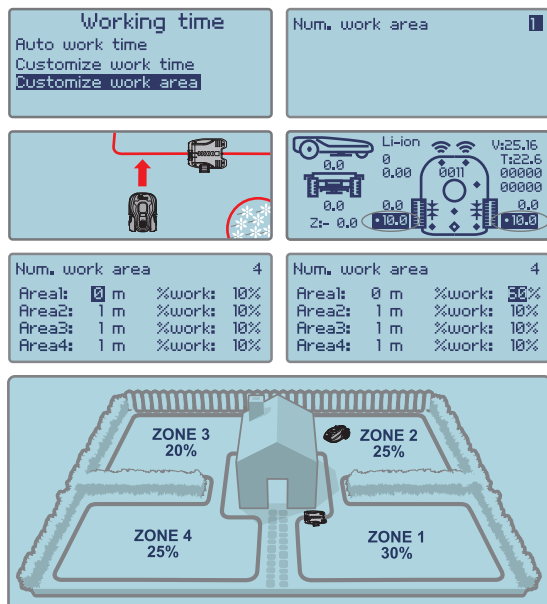 Working time
Auto work time
Customize work time
Customize work area
Num. work area 1
Li-ion
V:25.16
0.0 0 T:22.6
0.00 0011 00000
00000
0.0 0.0 0.0
Z:- 0.0 •10.0 •10.0
Num. work area 4
Area1: 0 m %work: 10%
Area2: 1 m %work: 10%
Area3: 1 m %work: 10%
Area4: 1 m %work: 10%
Num. work area 4
Area1: 0 m %work: 30%
Area2: 1 m %work: 10%
Area3: 1 m %work: 10%
Area4: 1 m %work: 10%
ZONE 3
20%
ZONE 2
25%
ZONE 4
25%
ZONE 1
30%